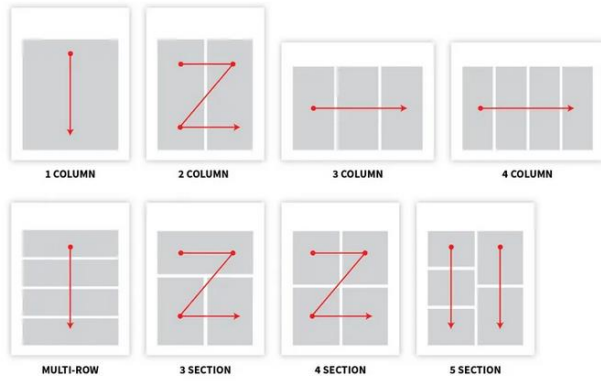 1 COLUMN
2 COLUMN
3 COLUMN
4 COLUMN
MULTI-ROW
3 SECTION
4 SECTION
5 SECTION